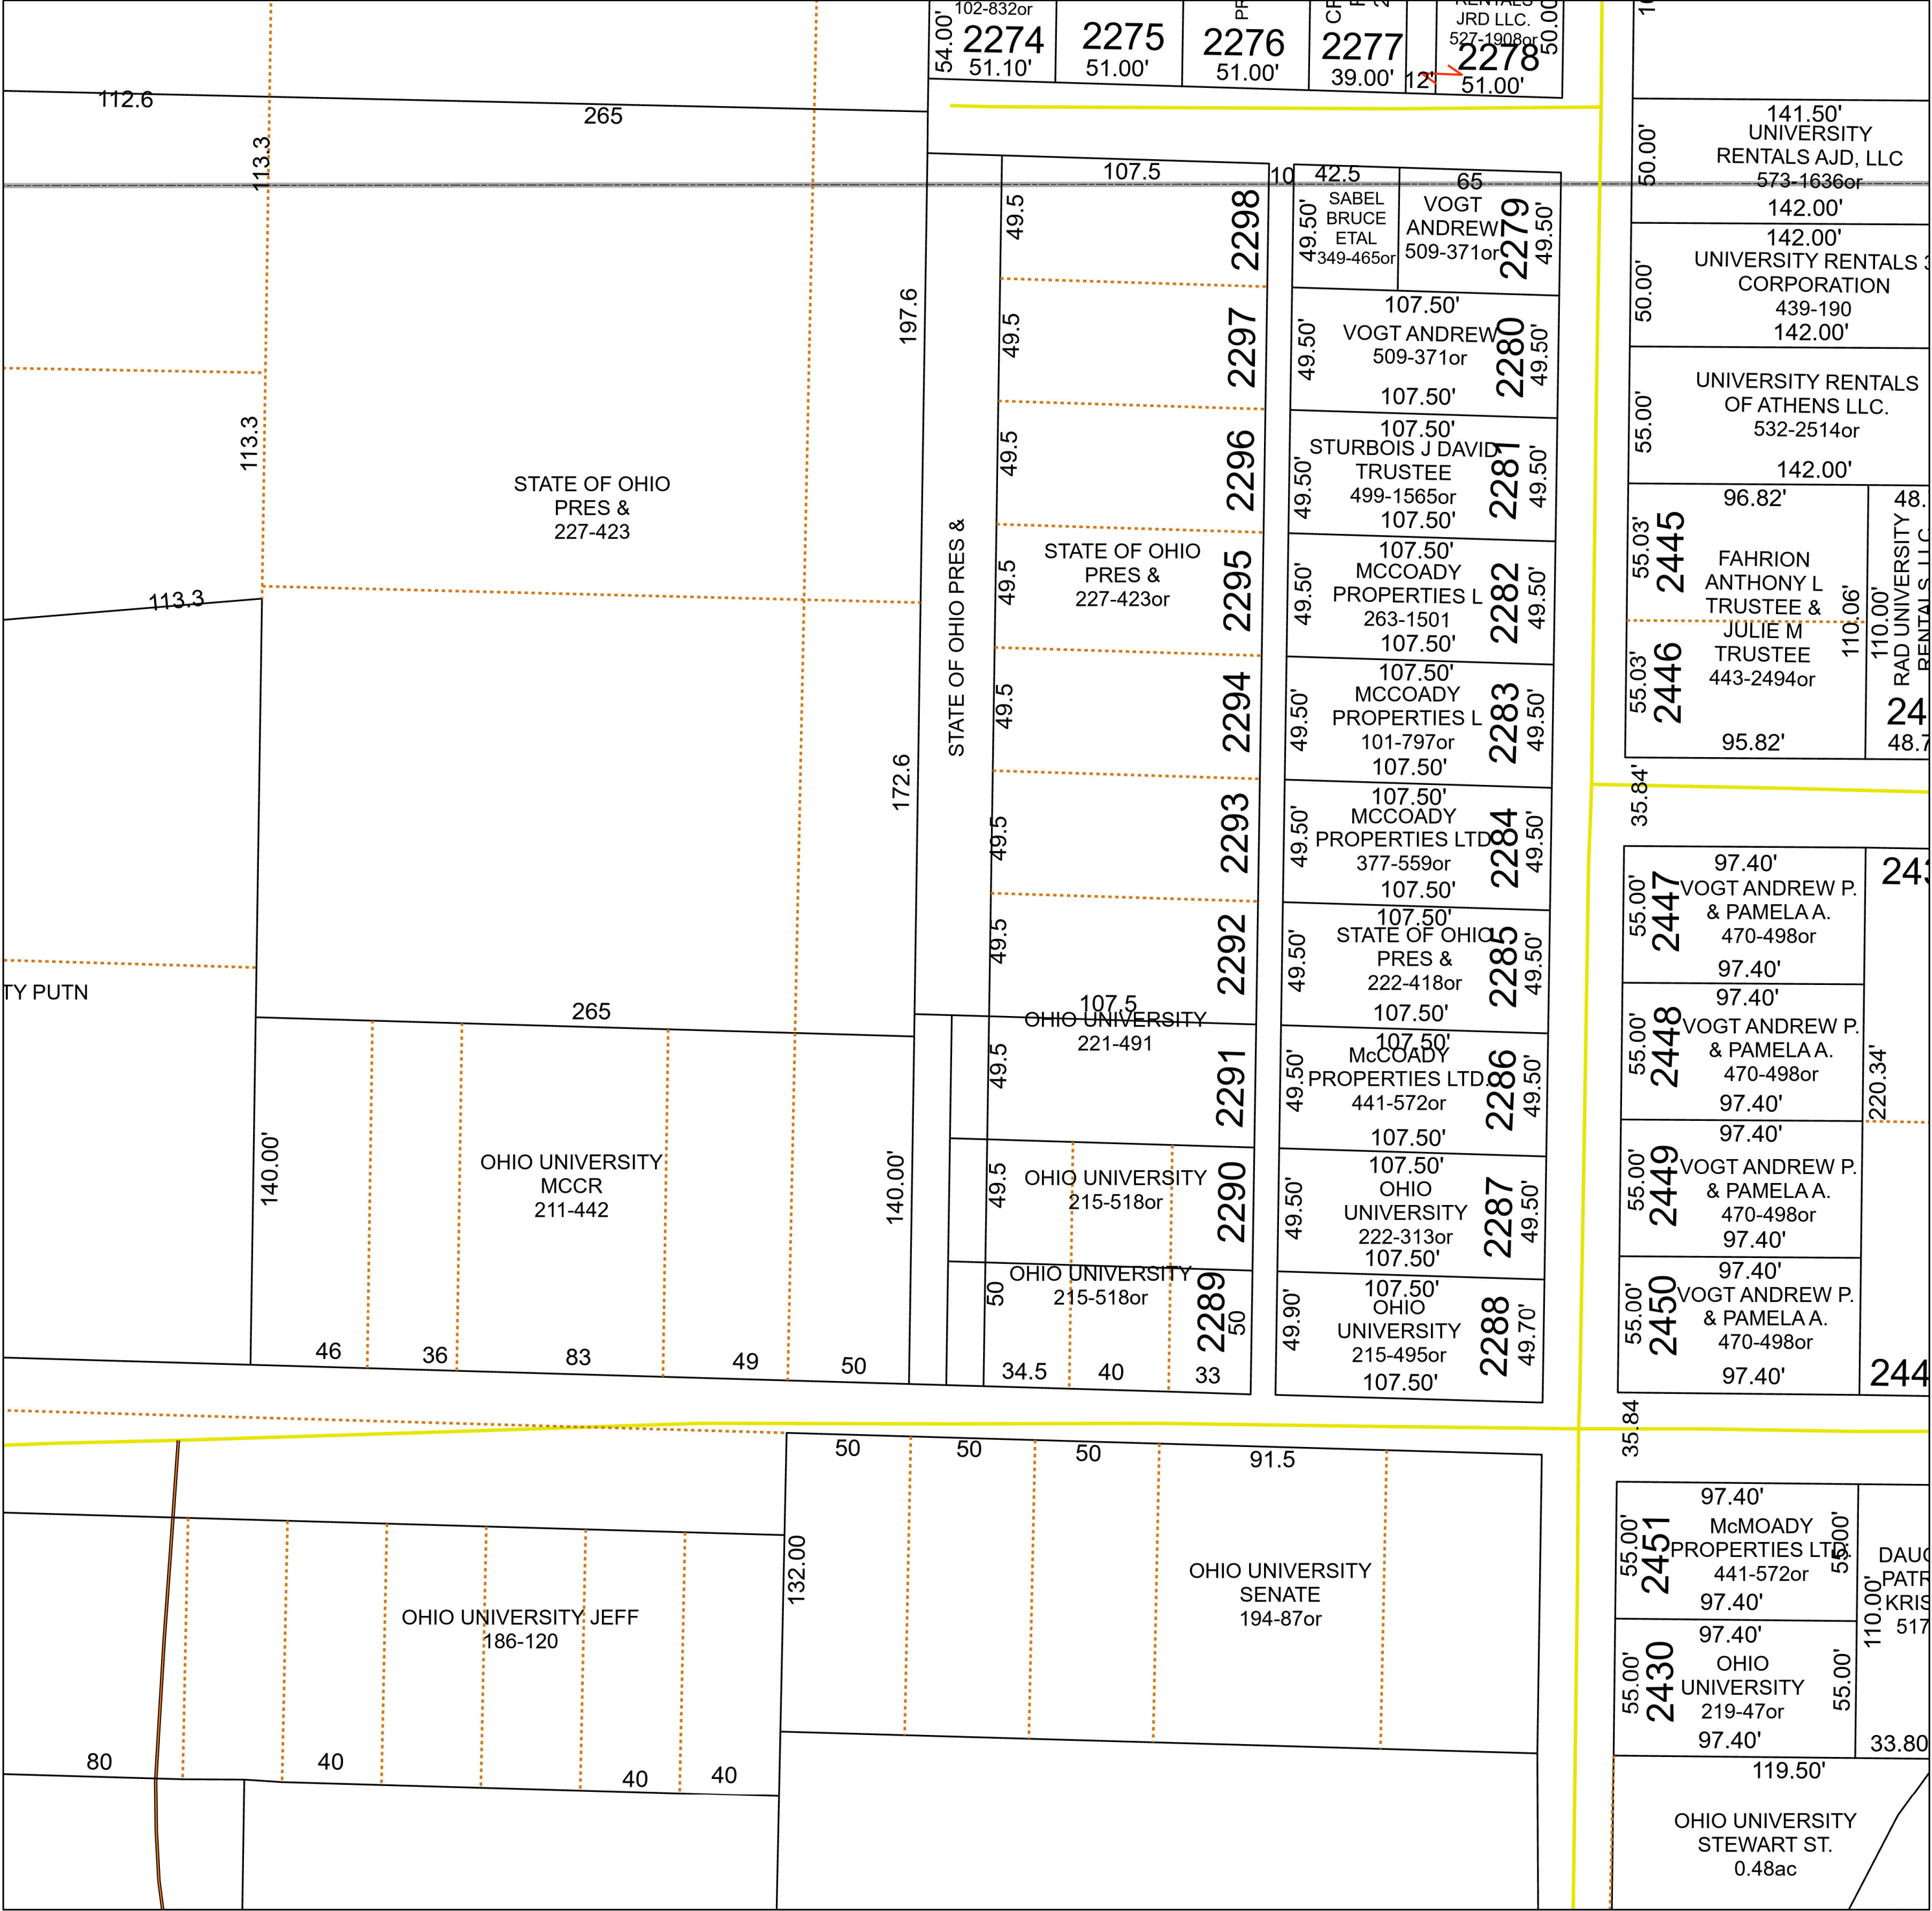 102-832or
2274
54.00'
51.10'
2275
51.00'
2276
51.00'
2277
39.00'
12'
JRD LLC.
527-1908or
2278
51.00'
112.6
265
113.3
113.3
113.3
STATE OF OHIO
PRES &
227-423
197.6
172.6
STATE OF OHIO PRES &
107.5
10
49.5
2298
49.5
2297
49.5
2296
49.5
2295
STATE OF OHIO
PRES &
227-423or
49.5
2294
49.5
2293
49.5
2292
107.5
OHIO UNIVERSITY
221-491
49.5
2291
OHIO UNIVERSITY
215-518or
49.5
2290
OHIO UNIVERSITY
215-518or
50
2289
50
34.5
40
33
42.5
65
49.50'
SABEL
BRUCE
ETAL
349-465or
VOGT
ANDREW
509-371or
2279
49.50'
107.50'
VOGT ANDREW
509-371or
49.50'
2280
49.50'
107.50'
107.50'
STURBOIS J DAVID
TRUSTEE
499-1565or
49.50'
2281
49.50'
107.50'
107.50'
MCCOADY
PROPERTIES L
263-1501
49.50'
2282
49.50'
107.50'
107.50'
MCCOADY
PROPERTIES L
101-797or
49.50'
2283
49.50'
107.50'
107.50'
MCCOADY
PROPERTIES LTD
377-559or
49.50'
2284
49.50'
107.50'
107.50'
STATE OF OHIO
PRES &
222-418or
49.50'
2285
49.50'
107.50'
107.50'
McCOADY
PROPERTIES LTD.
441-572or
49.50'
2286
49.50'
107.50'
107.50'
OHIO
UNIVERSITY
222-313or
49.50'
2287
49.50'
107.50'
107.50'
OHIO
UNIVERSITY
215-495or
49.90'
2288
49.70'
107.50'
141.50'
UNIVERSITY
RENTALS AJD, LLC
573-1636or
50.00'
142.00'
142.00'
UNIVERSITY RENTALS
CORPORATION
439-190
50.00'
142.00'
UNIVERSITY RENTALS
OF ATHENS LLC.
532-2514or
55.00'
142.00'
96.82'
55.03'
2445
FAHRION
ANTHONY L
TRUSTEE &
JULIE M
TRUSTEE
443-2494or
55.03'
2446
110.06'
95.82'
110.00'
RAD UNIVERSITY
35.84'
97.40'
VOGT ANDREW P.
& PAMELA A.
470-498or
55.00'
2447
97.40'
97.40'
VOGT ANDREW P.
& PAMELA A.
470-498or
55.00'
2448
97.40'
220.34'
97.40'
VOGT ANDREW P.
& PAMELA A.
470-498or
55.00'
2449
97.40'
97.40'
VOGT ANDREW P.
& PAMELA A.
470-498or
55.00'
2450
97.40'
35.84
TY PUTN
265
140.00'
OHIO UNIVERSITY
MCCR
211-442
140.00'
46
36
83
49
50
50
50
50
91.5
132.00
OHIO UNIVERSITY
SENATE
194-87or
OHIO UNIVERSITY JEFF
186-120
80
40
40
40
97.40'
McMOADY
PROPERTIES LTD.
441-572or
55.00'
2451
55.00'
97.40'
97.40'
OHIO
UNIVERSITY
219-47or
55.00'
2430
55.00'
97.40'
110.00'
33.80
119.50'
OHIO UNIVERSITY
STEWART ST.
0.48ac